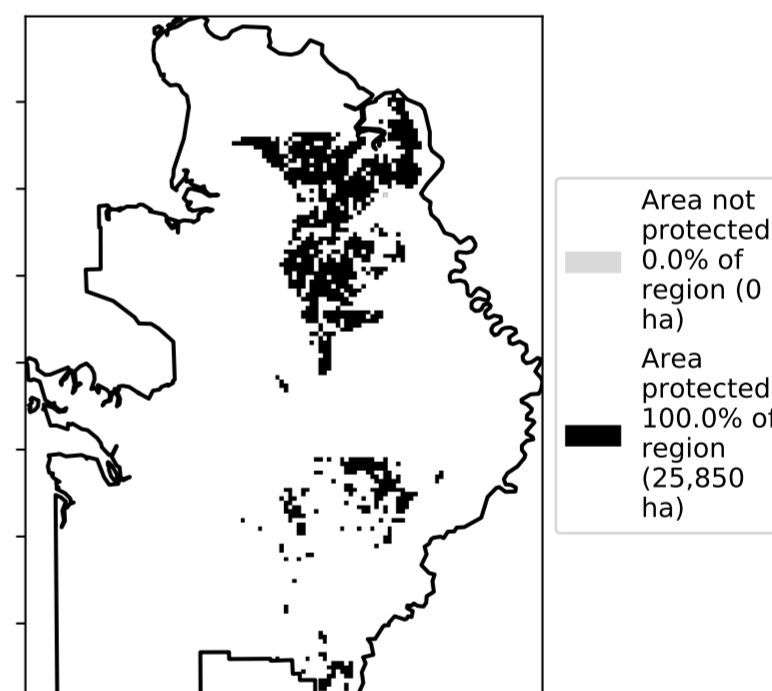 Area not
protected
0.0% of
region (0
ha)
Area
protected
100.0% of
region
(25,850
ha)